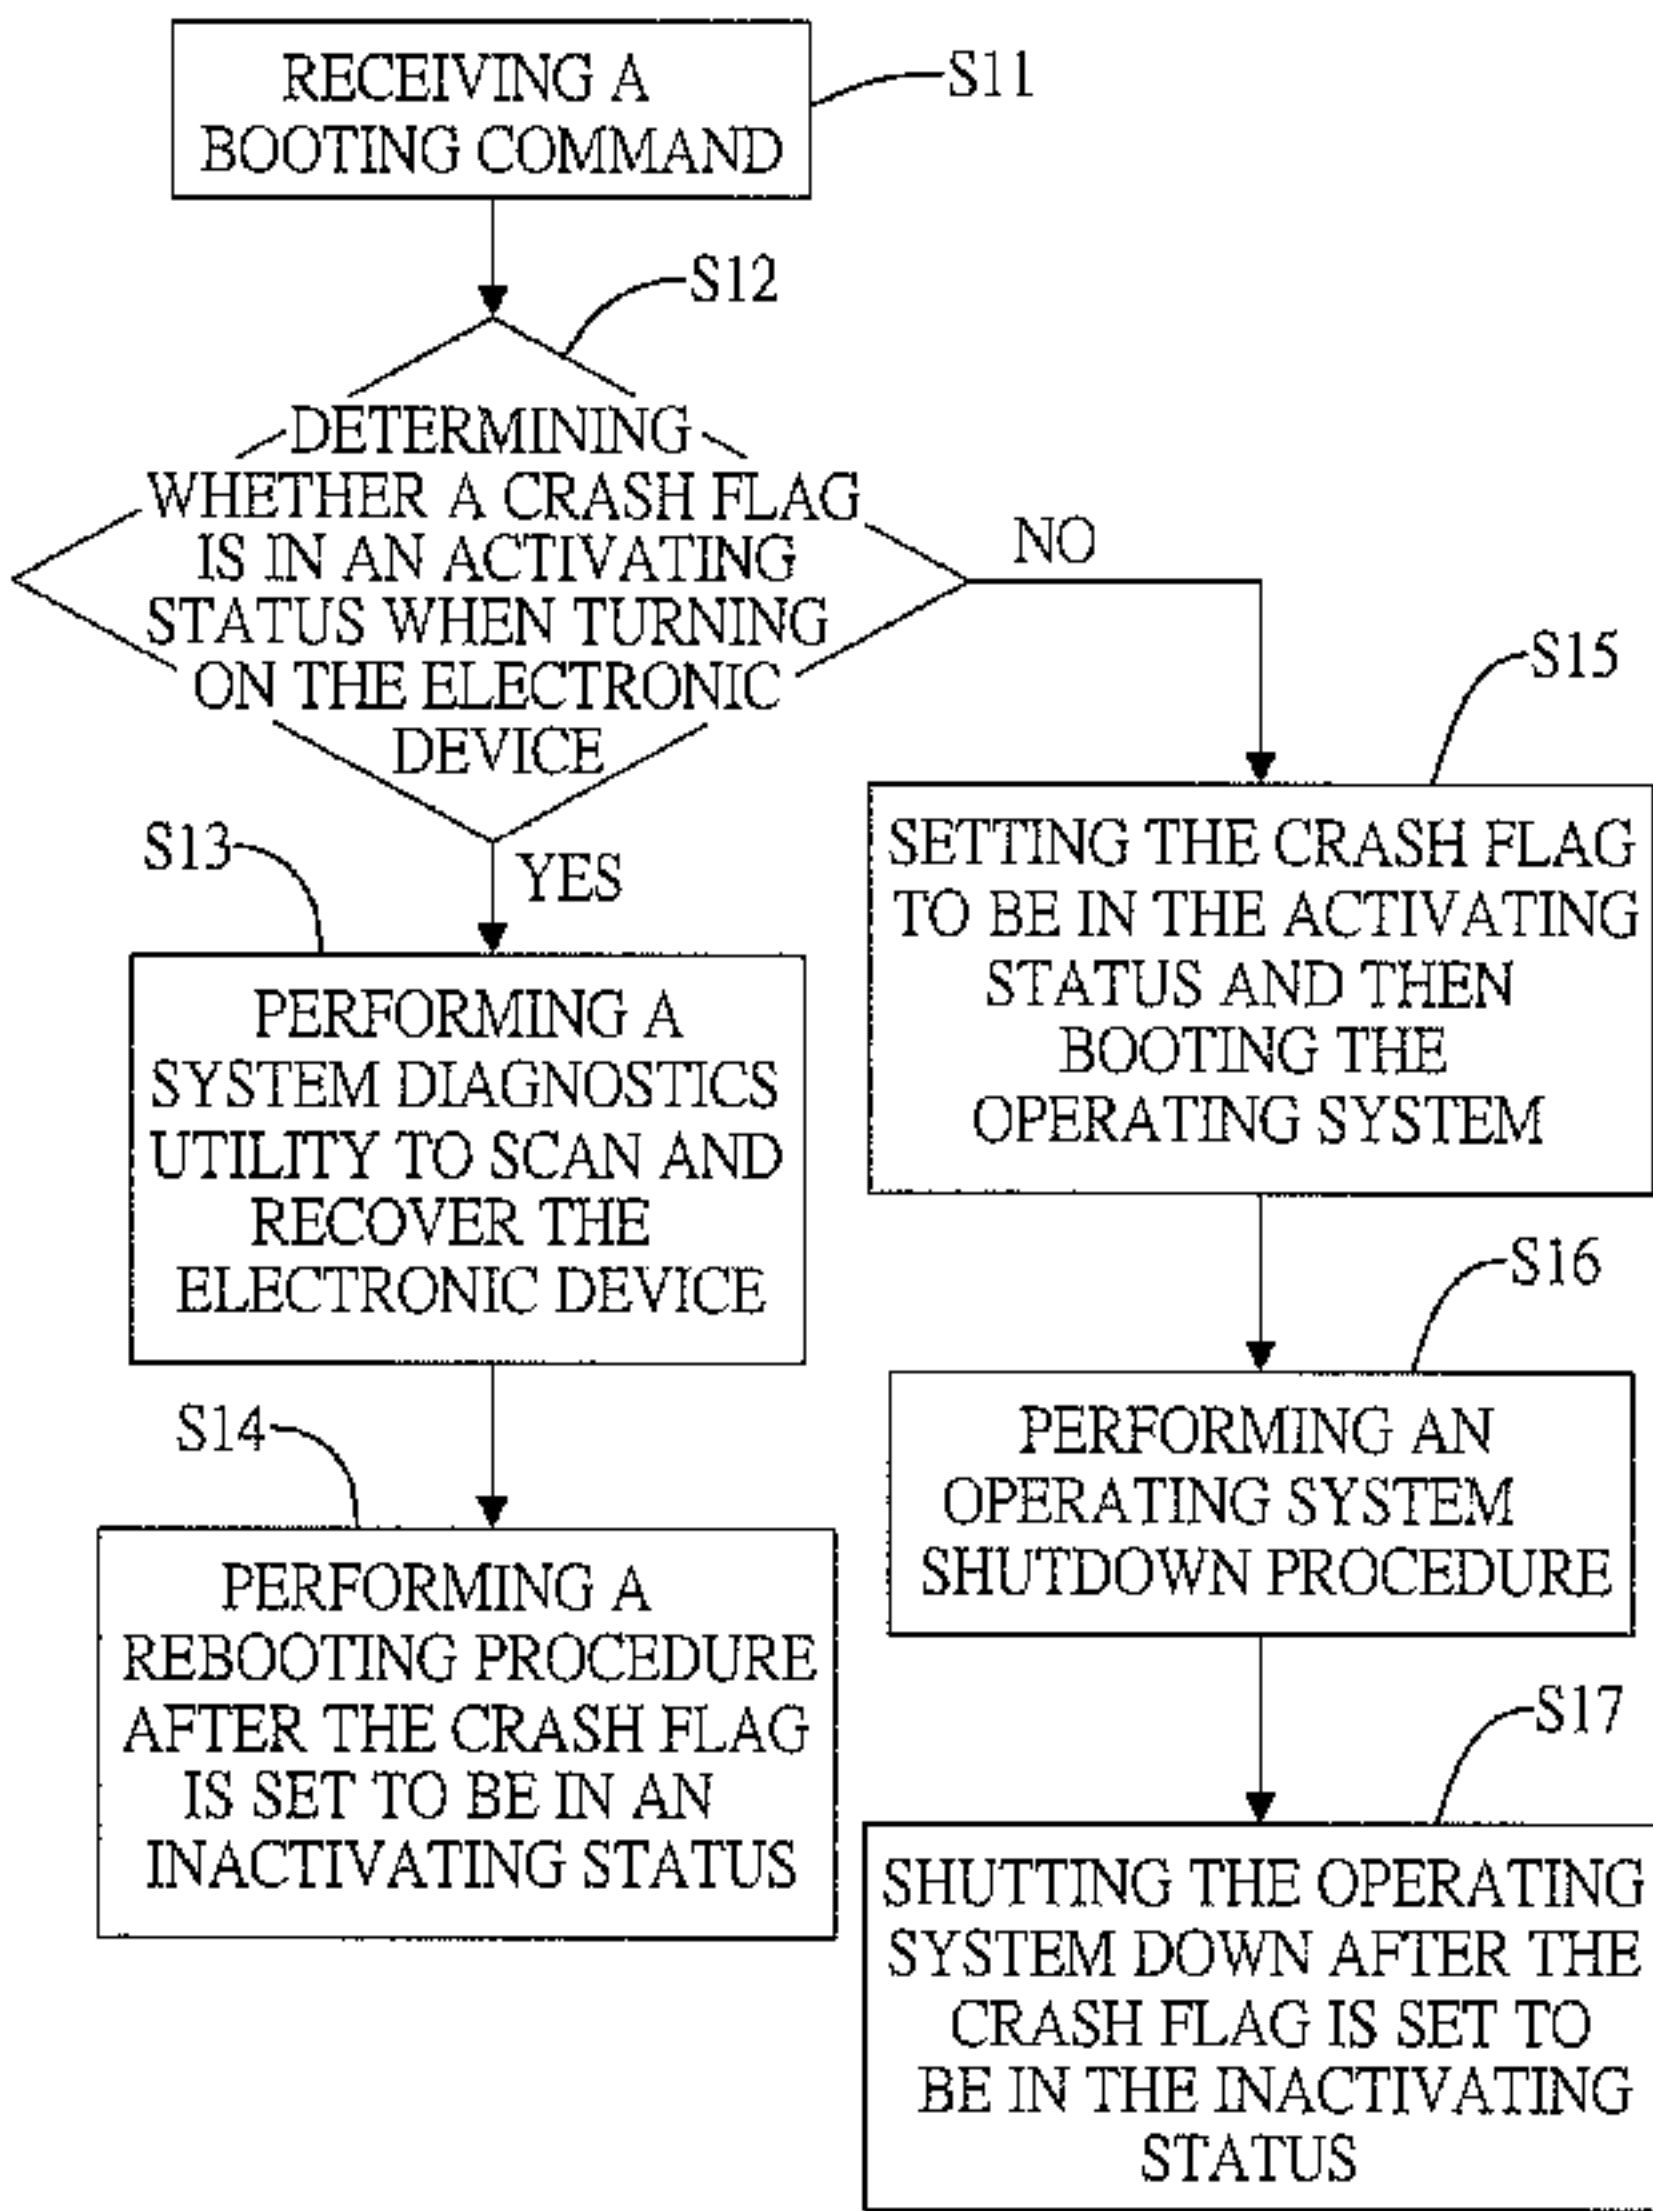 RECEIVING A
BOOTING COMMAND
S11
S12
DETERMINING
WHETHER A CRASH FLAG
IS IN AN ACTIVATING
STATUS WHEN TURNING
ON THE ELECTRONIC
DEVICE
NO
YES
S13
PERFORMING A
SYSTEM DIAGNOSTICS
UTILITY TO SCAN AND
RECOVER THE
ELECTRONIC DEVICE
S14
PERFORMING A
REBOOTING PROCEDURE
AFTER THE CRASH FLAG
IS SET TO BE IN AN
INACTIVATING STATUS
S15
SETTING THE CRASH FLAG
TO BE IN THE ACTIVATING
STATUS AND THEN
BOOTING THE
OPERATING SYSTEM
S16
PERFORMING AN
OPERATING SYSTEM
SHUTDOWN PROCEDURE
S17
SHUTTING THE OPERATING
SYSTEM DOWN AFTER THE
CRASH FLAG IS SET TO
BE IN THE INACTIVATING
STATUS